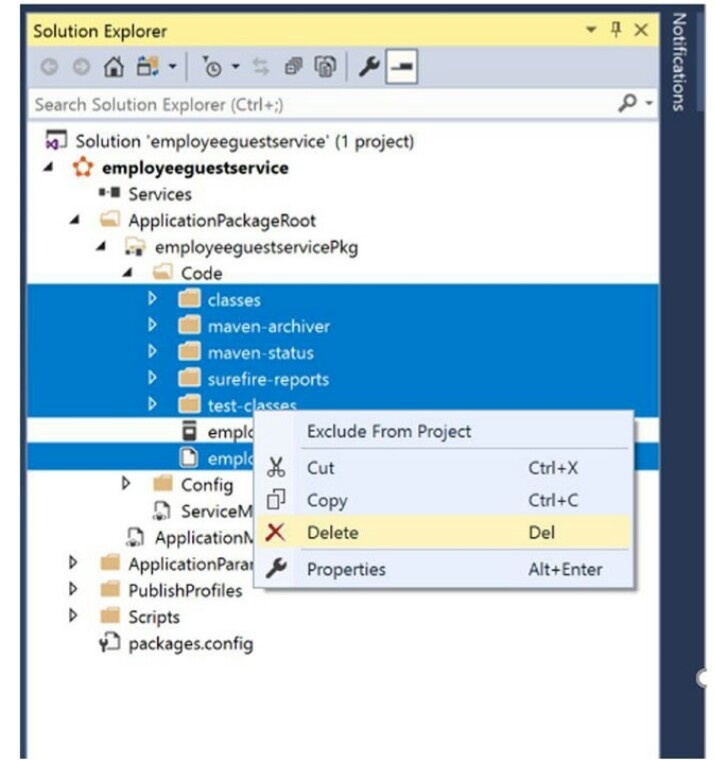 Solution Explorer
Search Solution Explorer (Ctrl+;)
Solution 'employeeguestservice' (1 project)
employeeguestservice
Services
ApplicationPackageRoot
employeeguestservicePkg
Code
classes
maven-archiver
maven-status
surefire-reports
test-classes
emplo
emplo
Config
ServiceM
ApplicationM
ApplicationParar
PublishProfiles
Scripts
packages.config
Exclude From Project
Cut Ctrl+X
Copy Ctrl+C
Delete Del
Properties Alt+Enter
Notifications